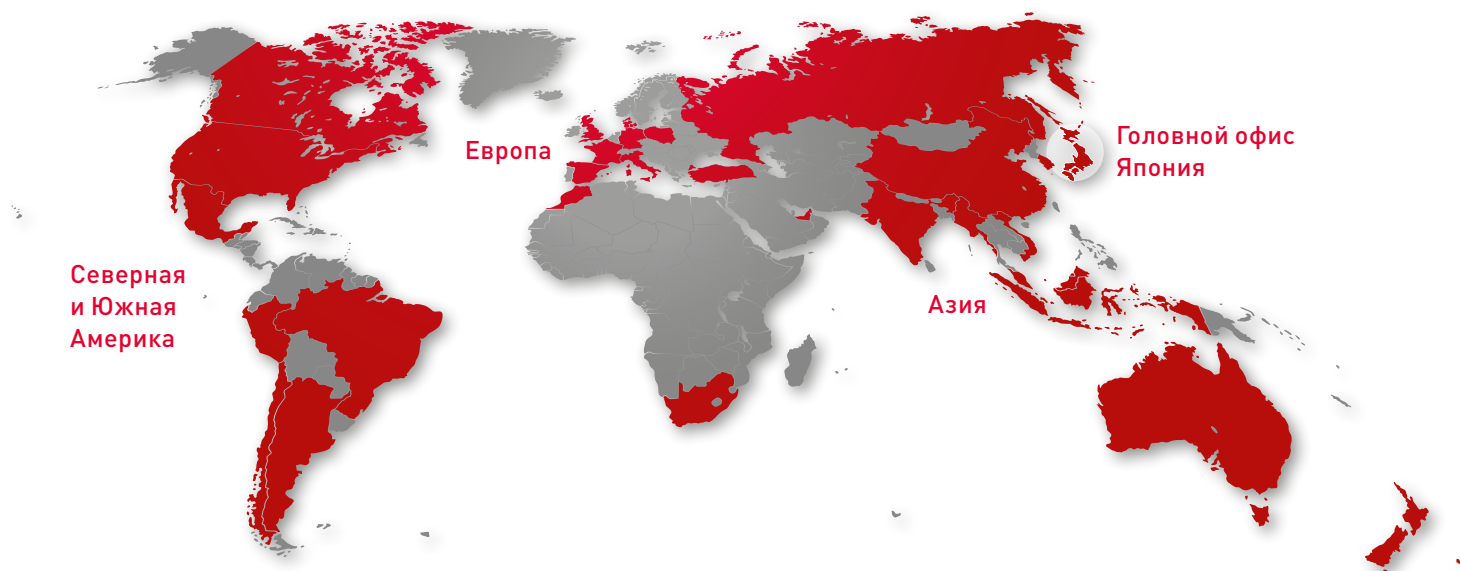 Головной офис
Япония
Европа
Северная
и Южная
Америка
Азия